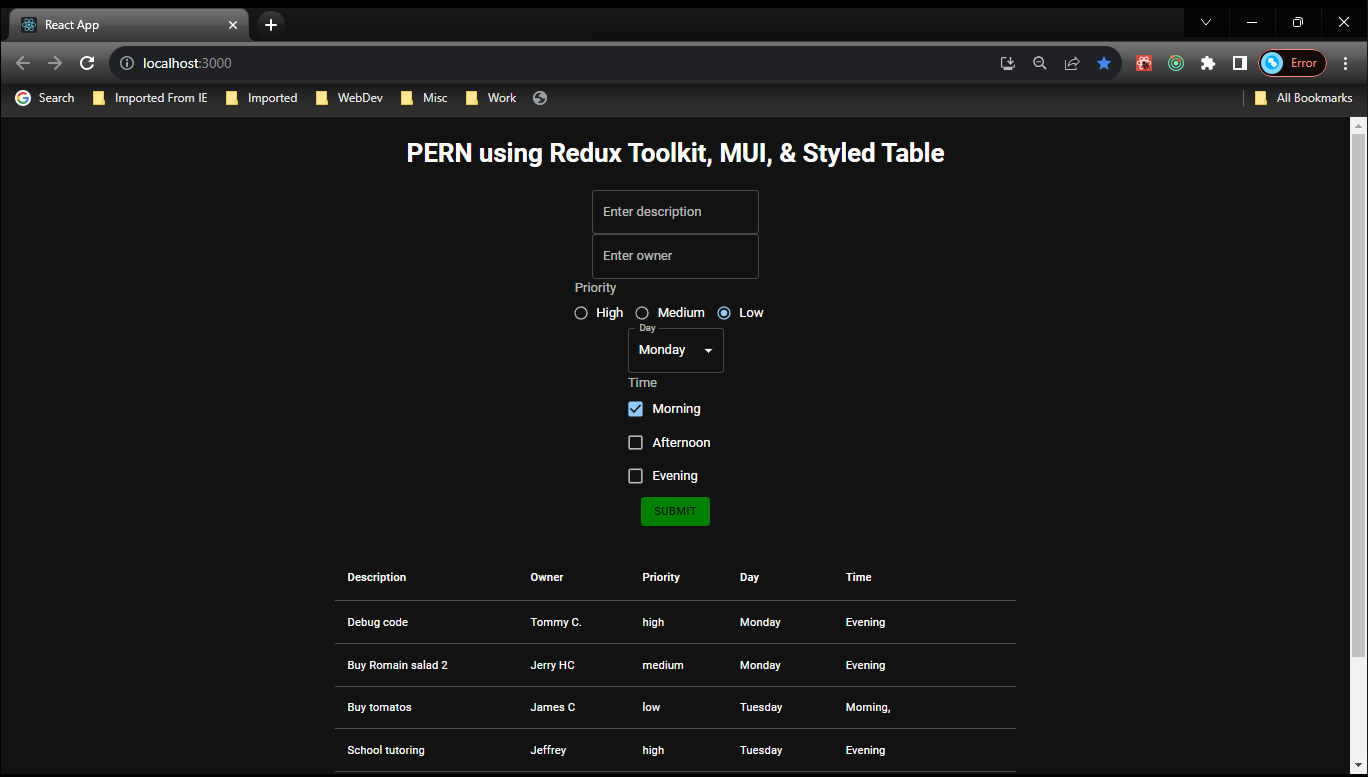 React App
localhost:3000
Error
Search Imported From IE Imported WebDev Misc Work All Bookmarks
PERN using Redux Toolkit, MUI, & Styled Table
Enter description
Enter owner
Priority
High Medium Low
Day
Monday
Time
Morning
Afternoon
Evening
SUBMIT
Description Owner Priority Day Time
Debug code Tommy C. high Monday Evening
Buy Romain salad 2 Jerry HC medium Monday Evening
Buy tomatos James C low Tuesday Morning,
School tutoring Jeffrey high Tuesday Evening